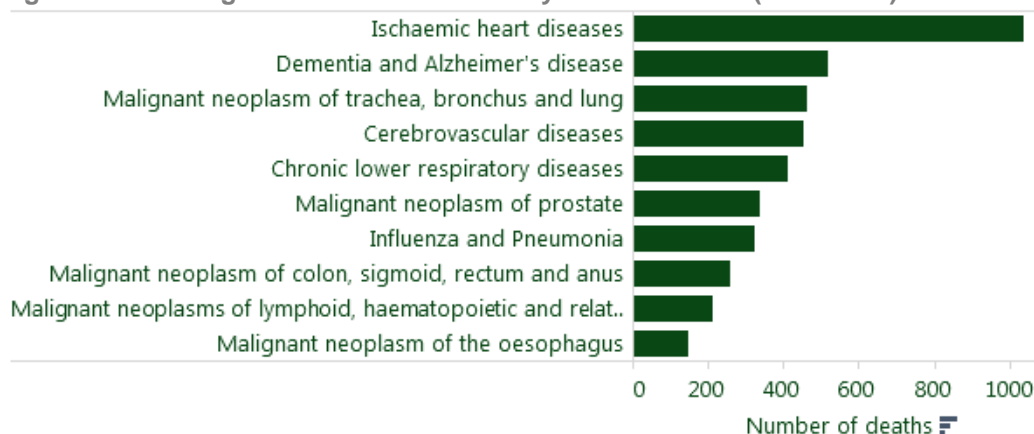 Ischaemic heart diseases
Dementia and Alzheimer's disease
Malignant neoplasm of trachea, bronchus and lung
Cerebrovascular diseases
Chronic lower respiratory diseases
Malignant neoplasm of prostate
Influenza and Pneumonia
Malignant neoplasm of colon, sigmoid, rectum and anus
Malignant neoplasms of lymphoid, haematopoietic and relat..
Malignant neoplasm of the oesophagus
0 200 400 600 800 1000
Number of deaths